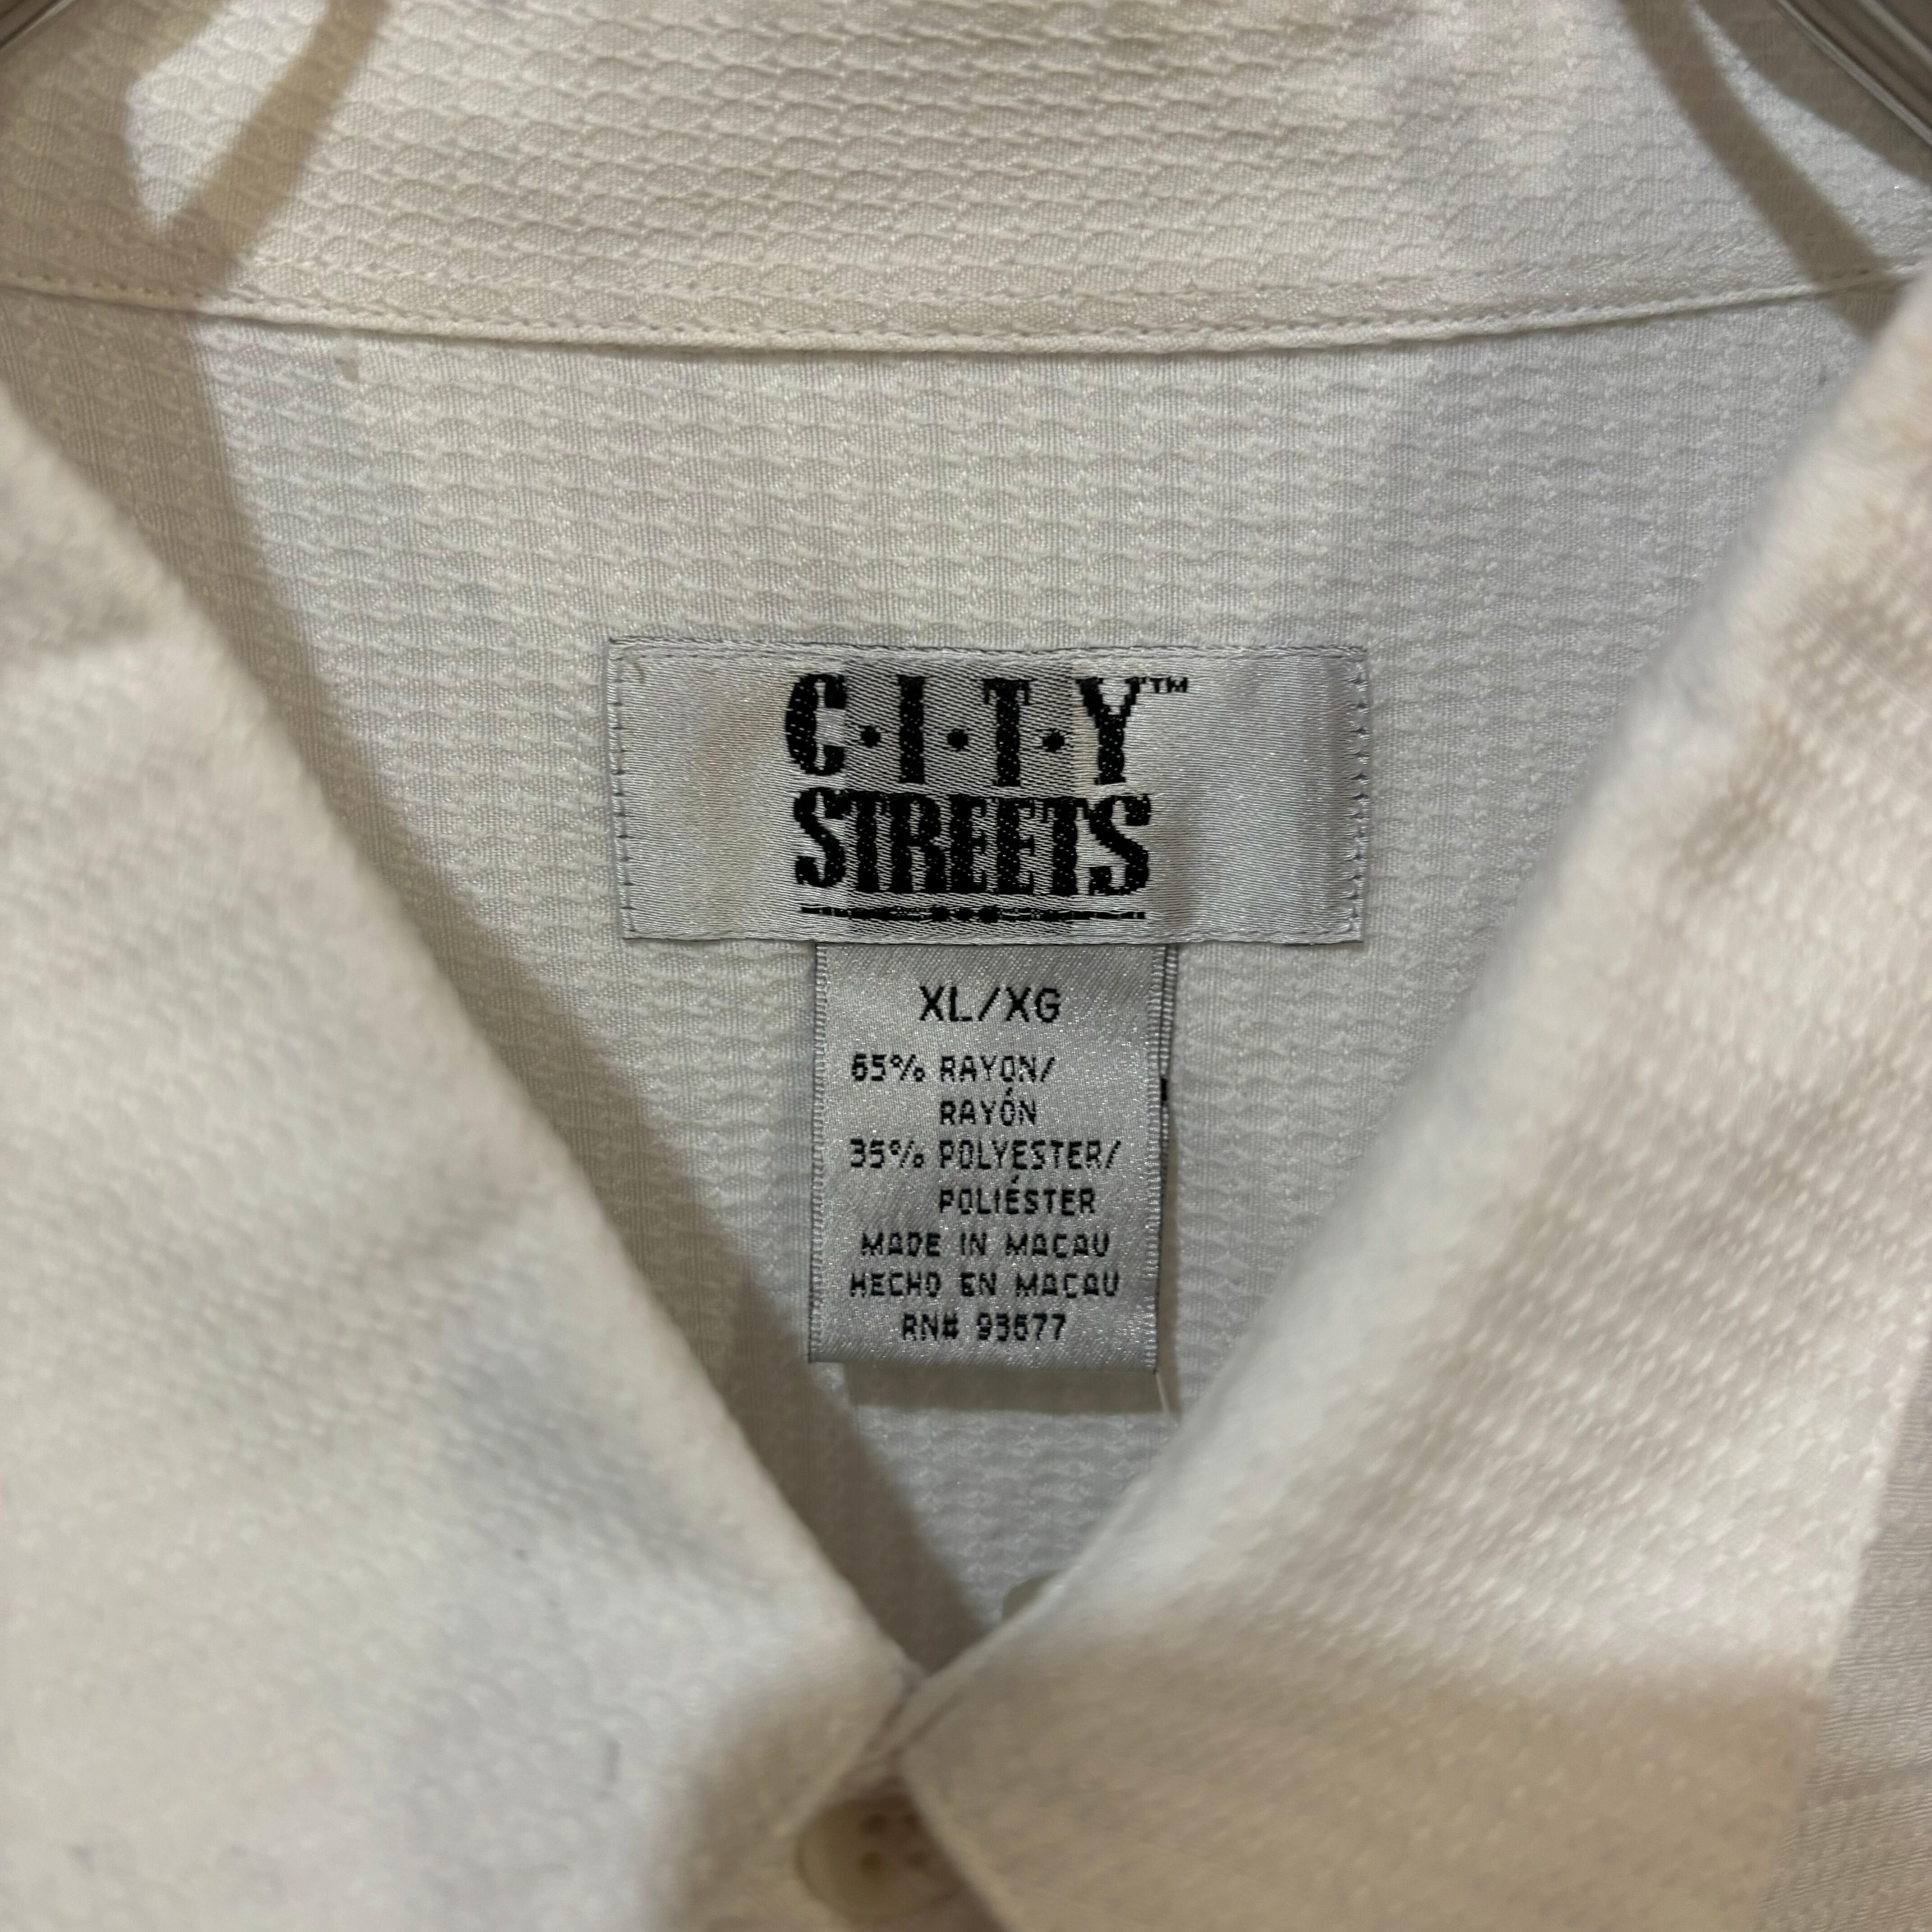 C·I·T·Y™
STREETS
XL/XG
65% RAYON/
RAYÓN
35% POLYESTER/
POLIÉSTER
MADE IN MACAU
HECHO EN MACAU
RN# 93677